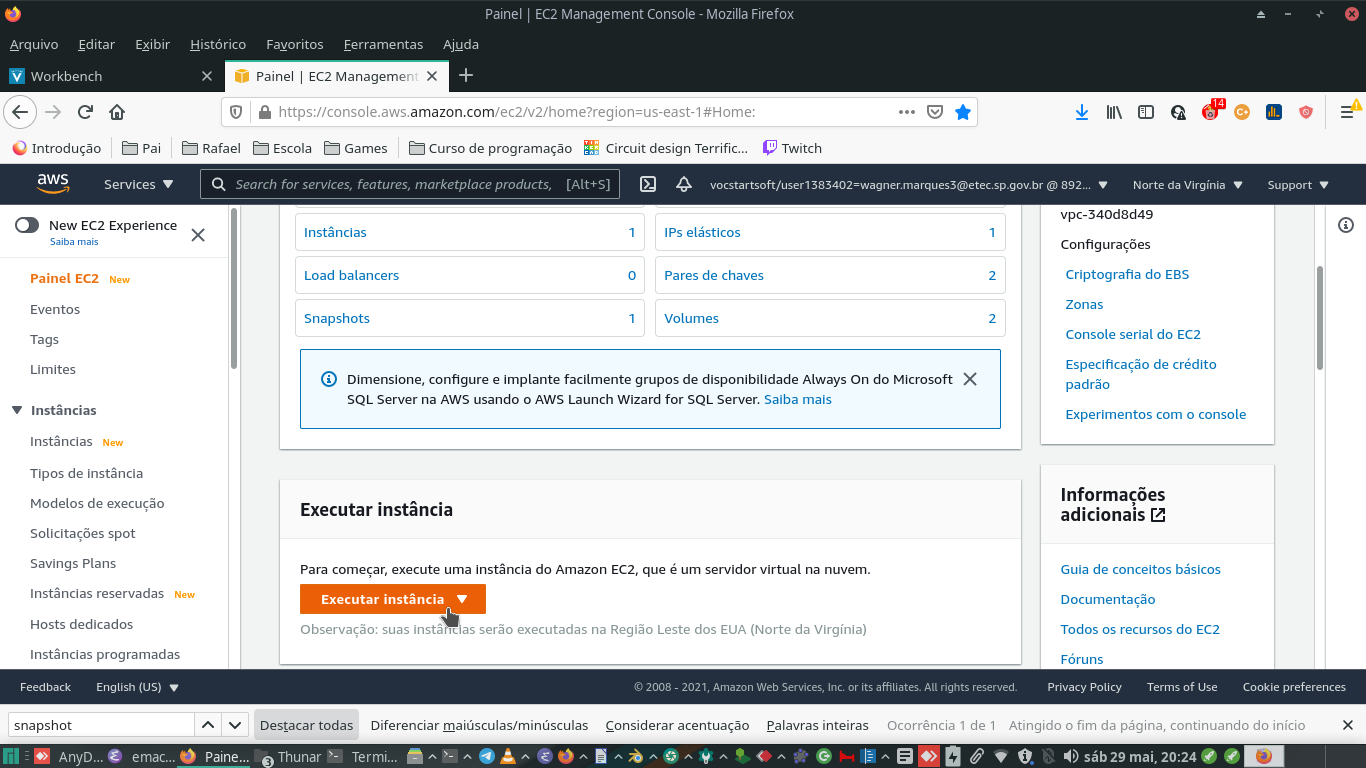 Painel | EC2 Management Console - Mozilla Firefox
Arquivo Editar Exibir Histórico Favoritos Ferramentas Ajuda
Workbench
Painel | EC2 Management
https://console.aws.amazon.com/ec2/v2/home?region=us-east-1#Home:
14
Introdução Pai Rafael Escola Games Curso de programação Circuit design Terrific… Twitch
aws Services Search for services, features, marketplace products, [Alt+S] vocstartsoft/user1383402=wagner.marques3@etec.sp.gov.br @ 892... Norte da Virgínia Support
New EC2 Experience
Saiba mais
Painel EC2 New
Eventos
Tags
Limites
Instâncias
Instâncias New
Tipos de instância
Modelos de execução
Solicitações spot
Savings Plans
Instâncias reservadas New
Hosts dedicados
Instâncias programadas
Instâncias 1
IPs elásticos 1
Load balancers 0
Pares de chaves 2
Snapshots 1
Volumes 2
Dimensione, configure e implante facilmente grupos de disponibilidade Always On do Microsoft
SQL Server na AWS usando o AWS Launch Wizard for SQL Server. Saiba mais
Executar instância
Para começar, execute uma instância do Amazon EC2, que é um servidor virtual na nuvem.
Executar instância
Observação: suas instâncias serão executadas na Região Leste dos EUA (Norte da Virgínia)
vpc-340d8d49
Configurações
Criptografia do EBS
Zonas
Console serial do EC2
Especificação de crédito
padrão
Experimentos com o console
Informações
adicionais
Guia de conceitos básicos
Documentação
Todos os recursos do EC2
Fóruns
Feedback English (US) © 2008 - 2021, Amazon Web Services, Inc. or its affiliates. All rights reserved. Privacy Policy Terms of Use Cookie preferences
snapshot Destacar todas Diferenciar maiúsculas/minúsculas Considerar acentuação Palavras inteiras Ocorrência 1 de 1 Atingido o fim da página, continuando do início
AnyD... emac... Paine... 3 Thunar Termi... sáb 29 mai, 20:24